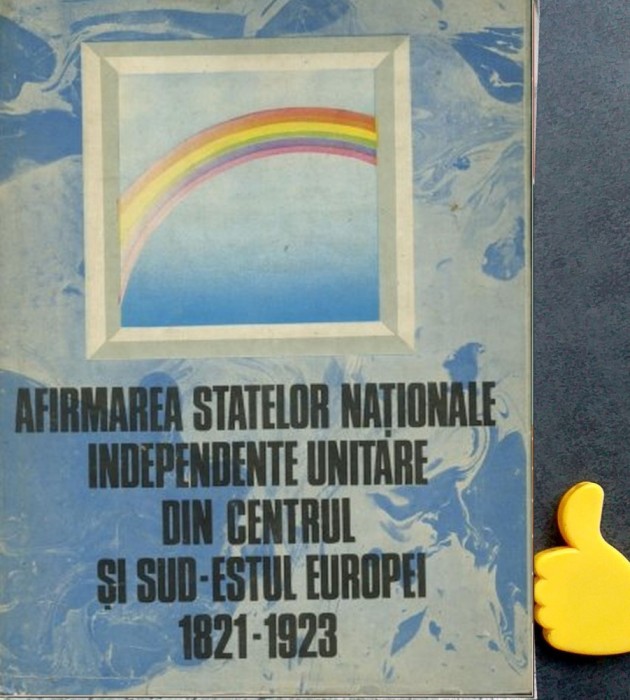 AFIRMAREA STATELOR NAȚIONALE
INDEPENDENTE UNITARE
DIN CENTRUL
ȘI SUD-ESTUL EUROPEI
1821-1923